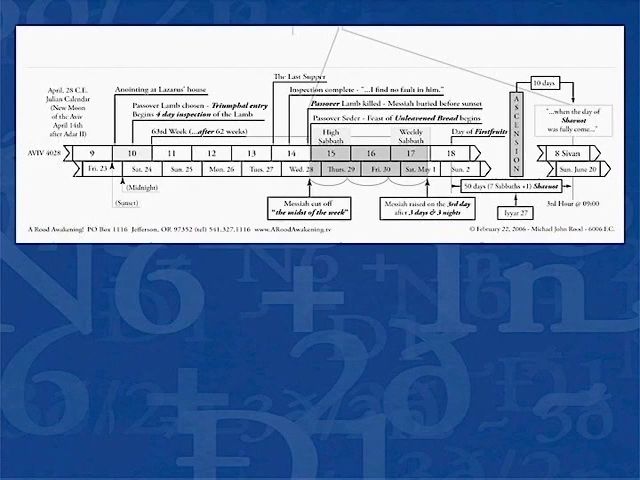 The Last Supper
April, 28 C.E.
Julian Calendar
(New Moon
of the Aviv
April 14th
after Adar II)
Anointing at Lazarus' house
Inspection complete - "...I find no fault in him."
Passover Lamb chosen - Triumphal entry
Begins 4 day inspection of the Lamb
Passover Lamb killed - Messiah buried before sunset
Passover Seder - Feast of Unleavened Bread begins
63rd Week (...after 62 weeks)
High
Sabbath
Weekly
Sabbath
Day of Firstfruits
ASCENSION
10 days
"...when the day of
Shavuot
was fully come..."
AVIV 4028
9 10 11 12 13 14 15 16 17 18
8 Sivan
Fri. 23 Sat. 24 Sun. 25 Mon. 26 Tues. 27 Wed. 28 Thurs. 29 Fri. 30 Sat. May 1 Sun. 2
Sun. June 20
(Midnight)
(Sunset)
50 days (7 Sabbaths +1) Shavuot
Messiah cut off
"the midst of the week"
Messiah raised on the 3rd day
after 3 days & 3 nights
Iyyar 27
3rd Hour @ 09:00
A Rood Awakening! PO Box 1116 Jefferson, OR 97352 (tel) 541.327.1116 www.ARoodAwakening.tv
© February 22, 2006 - Michael John Rood - 6006 F.C.
N6 + In
2ð
D1